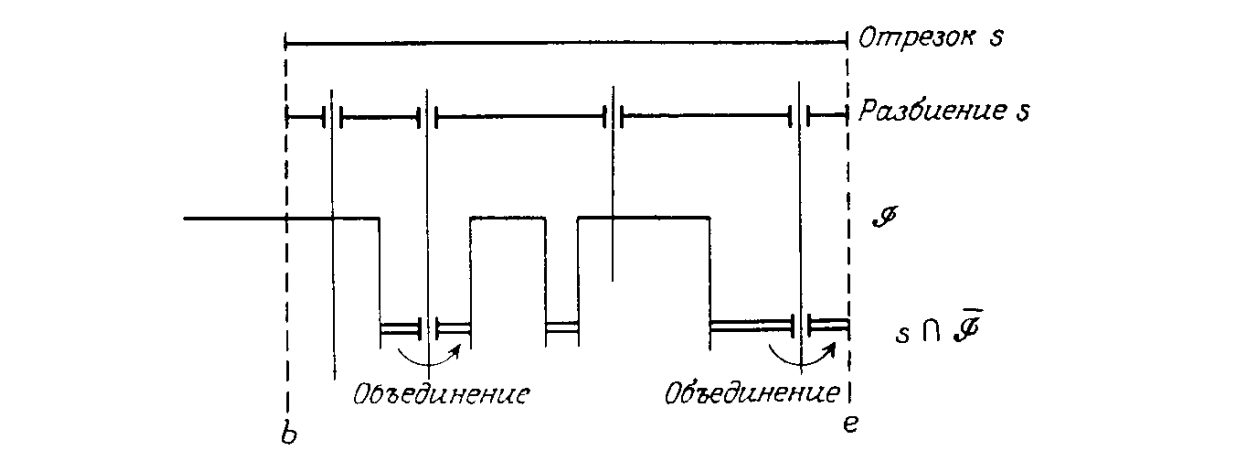 Отрезок s
Разбиение s
𝒥
s ∩ 𝒥̅
Объединение
Объединение
b
e